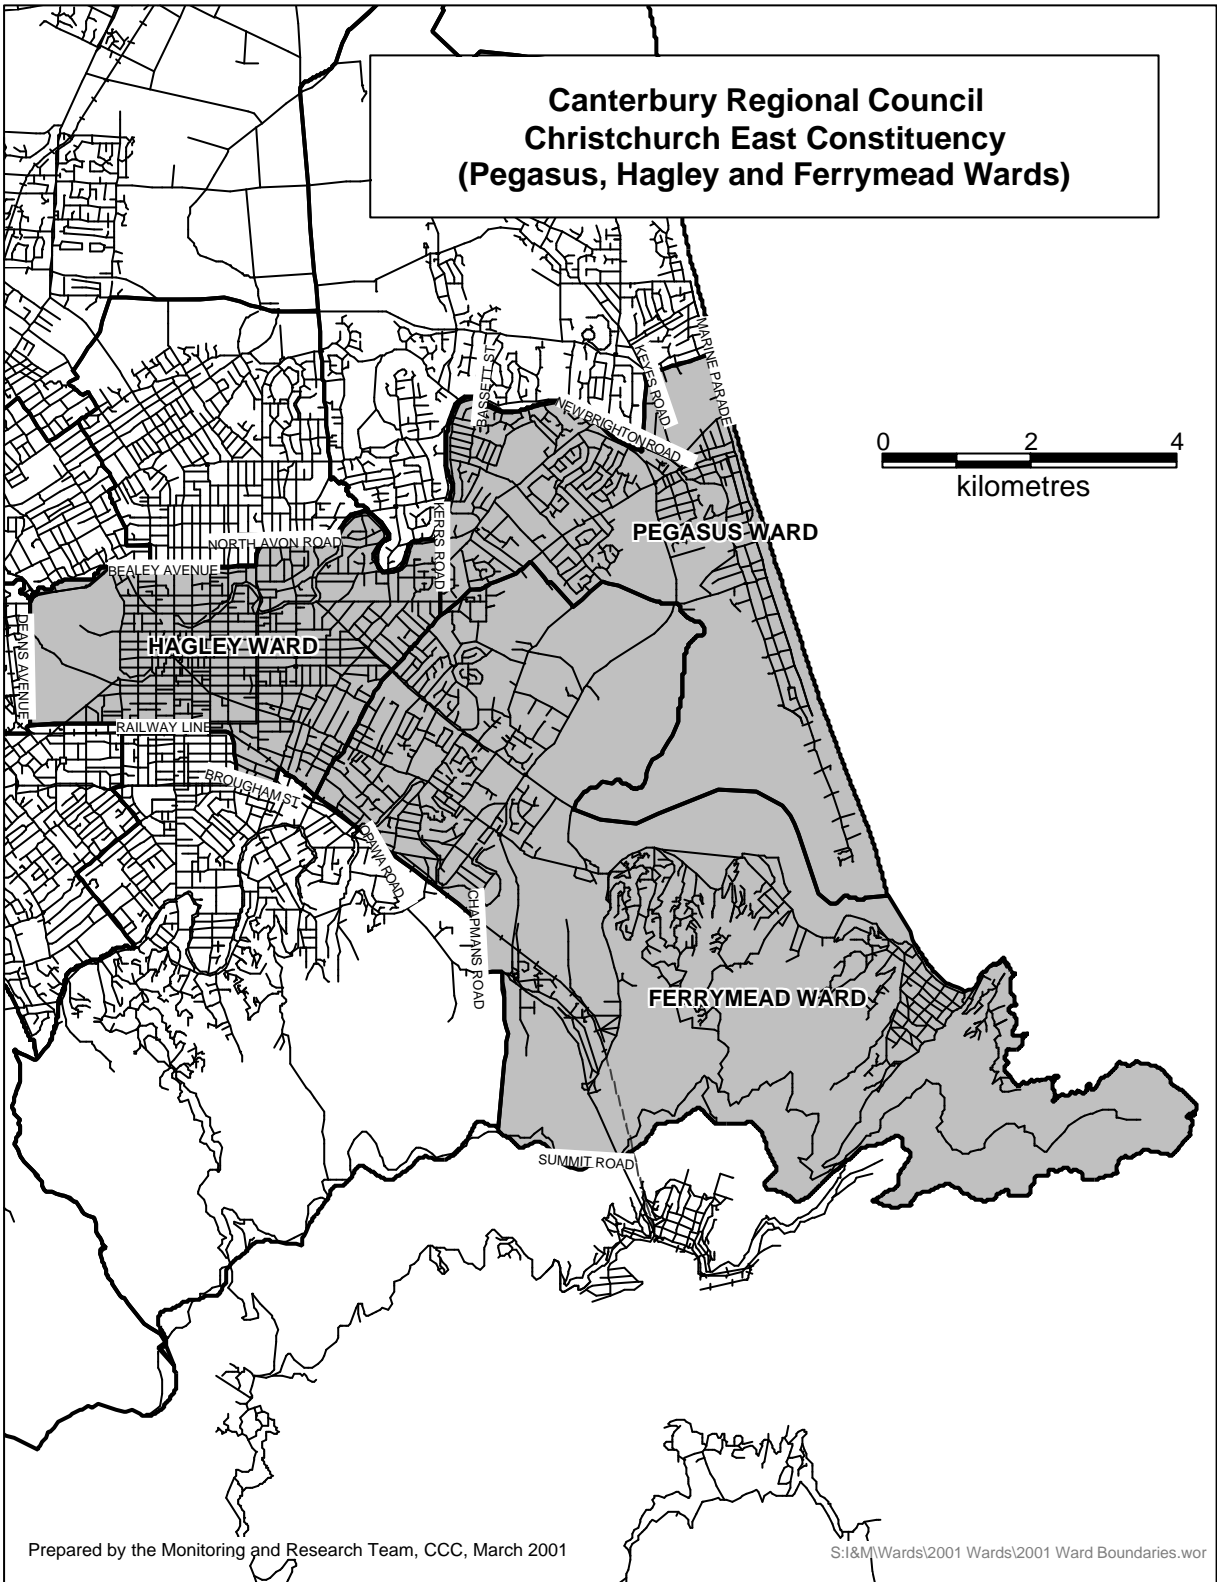 Canterbury Regional Council
Christchurch East Constituency
(Pegasus, Hagley and Ferrymead Wards)
MARINE PARADE
KEYES ROAD
BASSETT ST
NEW BRIGHTON ROAD
0 2 4
kilometres
KERRS ROAD
PEGASUS WARD
NORTH AVON ROAD
BEALEY AVENUE
DEANS AVENUE
HAGLEY WARD
RAILWAY LINE
BROUGHAM ST
OPAWA ROAD
CHAPMANS ROAD
FERRYMEAD WARD
SUMMIT ROAD
Prepared by the Monitoring and Research Team, CCC, March 2001
S:I&M\Wards\2001 Wards\2001 Ward Boundaries.wor